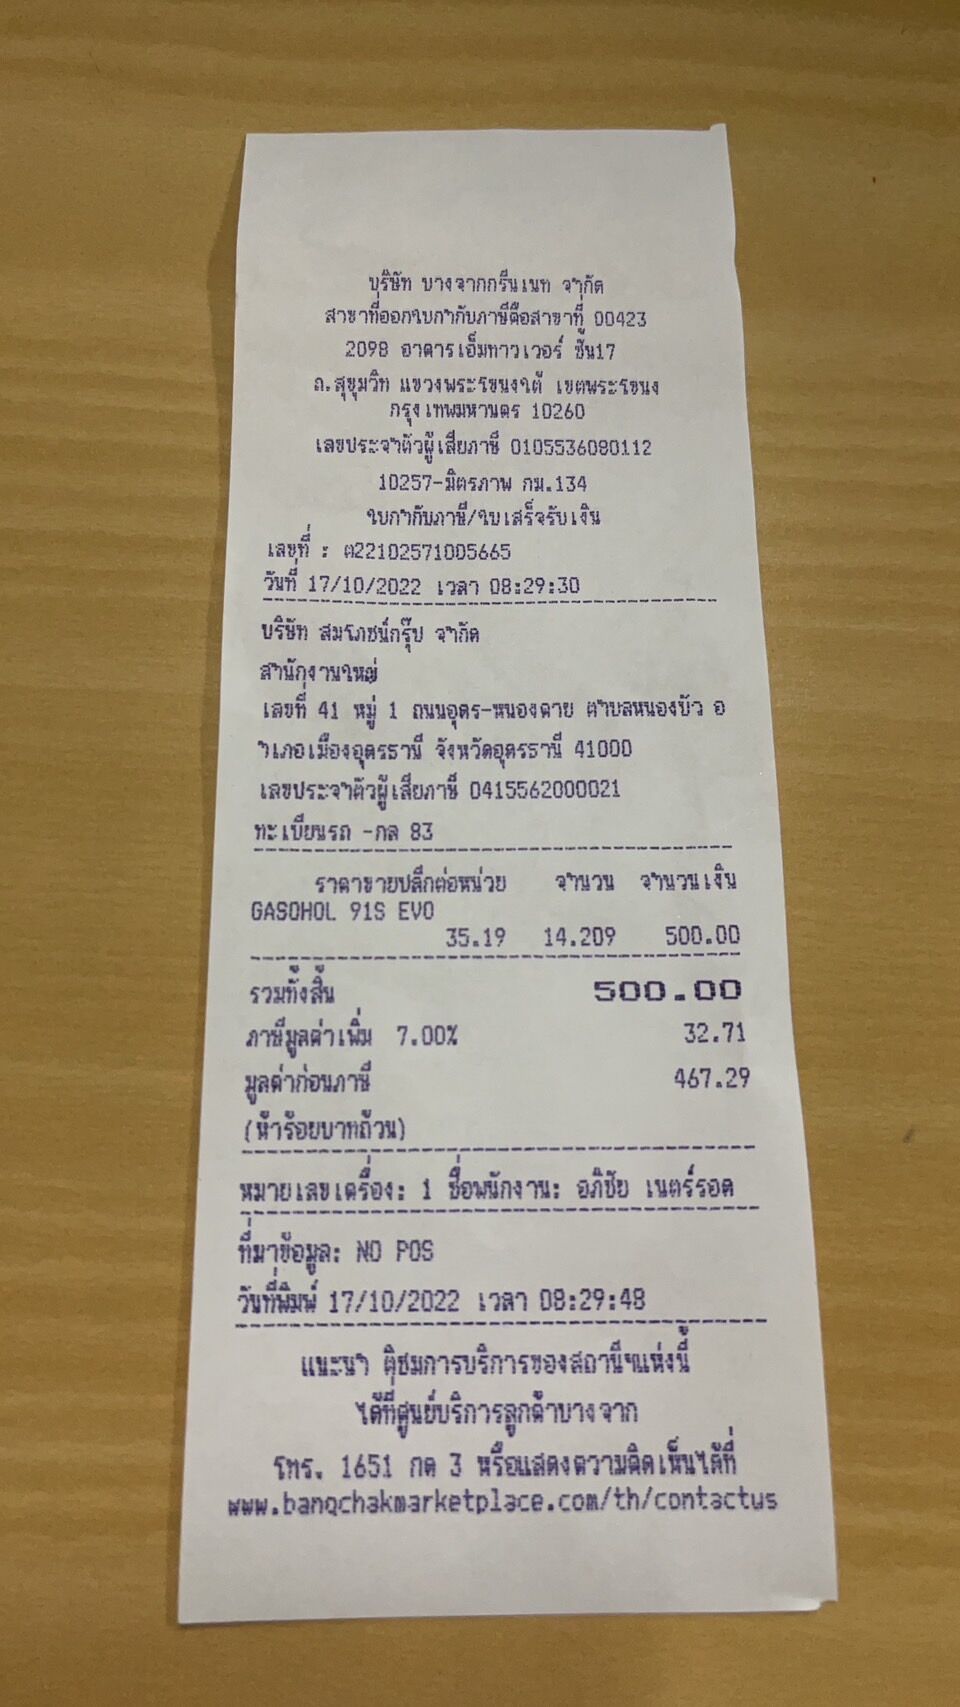 บริษัท บางจากกรีนเนท จำกัด
สาขาที่ออกใบกำกับภาษีคือสาขาที่ 00423
2098 อาคารเอ็มทาวเวอร์ ชั้น17
ถ.สุขุมวิท แขวงพระโขนงใต้ เขตพระโขนง
กรุงเทพมหานคร 10260
เลขประจำตัวผู้เสียภาษี 0105536080112
10257-มิตรภาพ กม.134
ใบกำกับภาษี/ใบเสร็จรับเงิน
เลขที่ : ต22102571005665
วันที่ 17/10/2022 เวลา 08:29:30
บริษัท สมโภชน์กรุ๊ป จำกัด
สำนักงานใหญ่
เลขที่ 41 หมู่ 1 ถนนอุดร-หนองคาย ตำบลหนองบัว อ
ำเภอเมืองอุดรธานี จังหวัดอุดรธานี 41000
เลขประจำตัวผู้เสียภาษี 0415562000021
ทะเบียนรถ -กล 83
ราคาขายปลีกต่อหน่วย จำนวน จำนวนเงิน
GASOHOL 91S EVO
35.19 14.209 500.00
รวมทั้งสิ้น 500.00
ภาษีมูลค่าเพิ่ม 7.00% 32.71
มูลค่าก่อนภาษี 467.29
(ห้าร้อยบาทถ้วน)
หมายเลขเครื่อง: 1 ชื่อพนักงาน: อภิชัย เนตร์รอด
ที่มาข้อมูล: NO POS
วันที่พิมพ์ 17/10/2022 เวลา 08:29:48
แนะนำ ติชมการบริการของสถานีฯแห่งนี้
ได้ที่ศูนย์บริการลูกค้าบางจาก
โทร. 1651 กด 3 หรือแสดงความคิดเห็นได้ที่
www.bangchakmarketplace.com/th/contactus